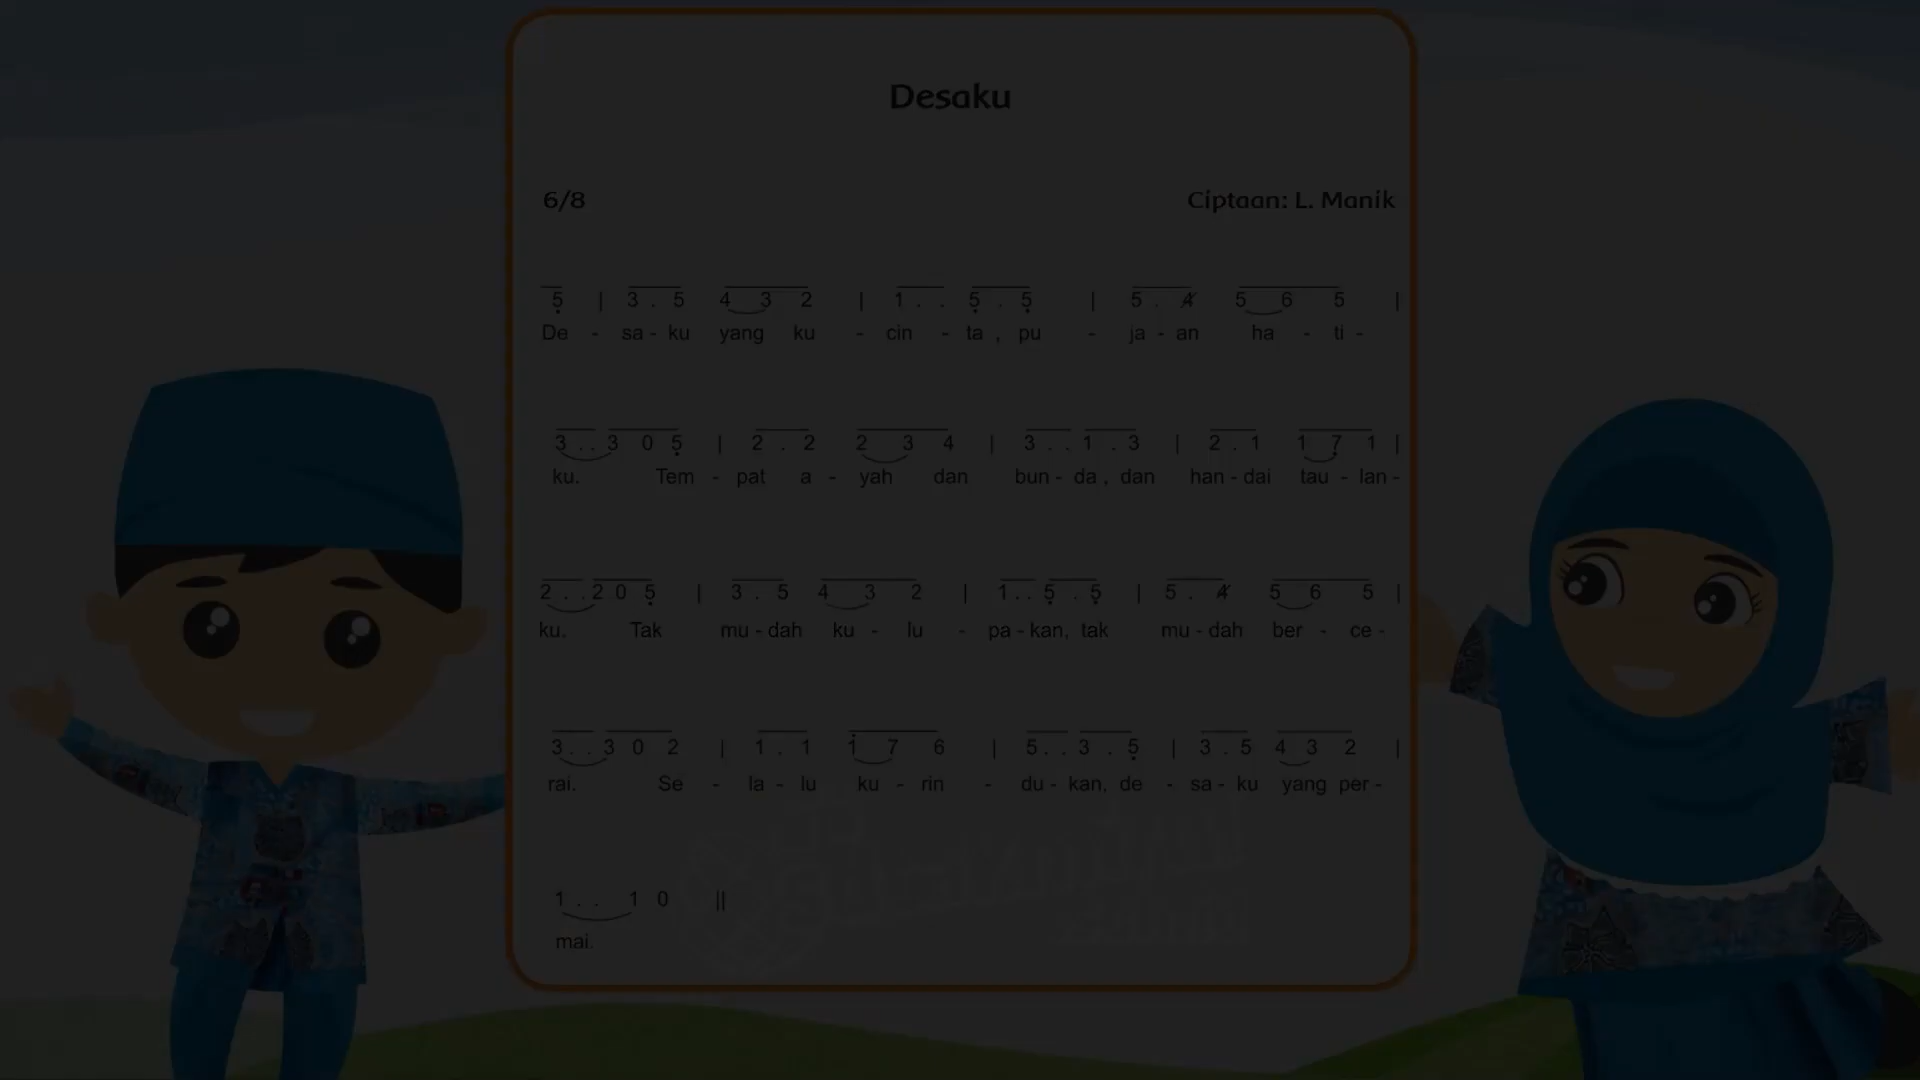 Desaku
6/8 Ciptaan: L. Manik
5̣ | 3 . 5 4 3 2 | 1 . . 5̣ . 5̣ | 5 . 4̸ 5 6 5 |
De - sa - ku yang ku - cin - ta , pu - ja - an ha - ti -
3 . . 3 0 5̣ | 2 . 2 2 3 4 | 3 . . 1 . 3 | 2 . 1 1 7̣ 1 |
ku. Tem - pat a - yah dan bun - da , dan han - dai tau - lan -
2 . . 2 0 5̣ | 3 . 5 4 3 2 | 1 . . 5̣ . 5̣ | 5 . 4̸ 5 6 5 |
ku. Tak mu - dah ku - lu - pa - kan, tak mu - dah ber - ce -
3 . . 3 0 2 | 1 . 1 1̇ 7 6 | 5 . . 3 . 5̣ | 3 . 5 4 3 2 |
rai. Se - la - lu ku - rin - du - kan, de - sa - ku yang per -
1 . . 1 0 ||
mai.